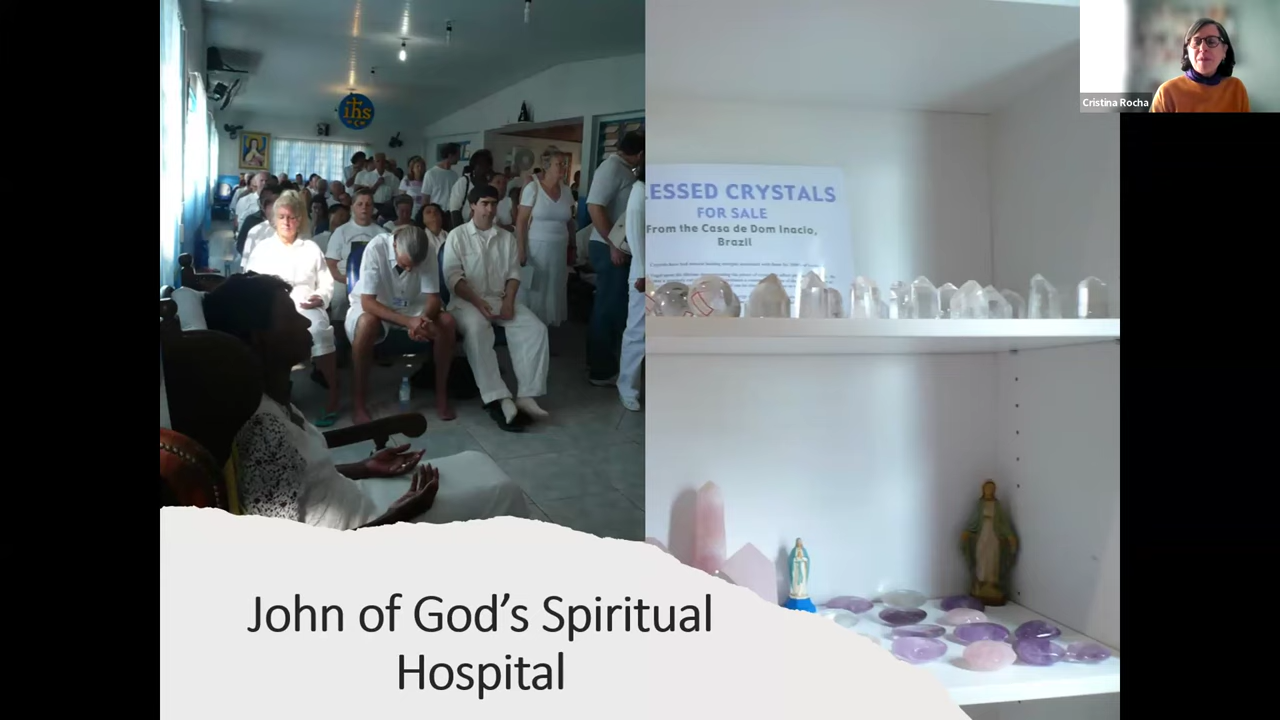 ihs
LESSED CRYSTALS
FOR SALE
From the Casa de Dom Inacio,
Brazil
Cristina Rocha
John of God's Spiritual
Hospital